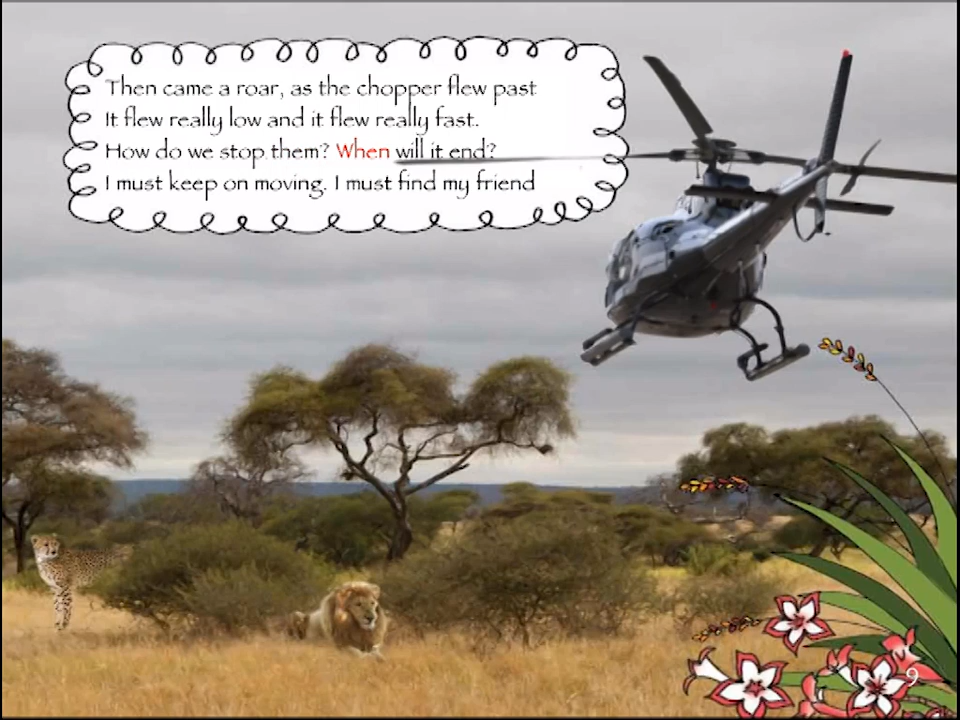 Then came a roar, as the chopper flew past
It flew really low and it flew really fast.
How do we stop them? When will it end?
I must keep on moving. I must find my friend
9